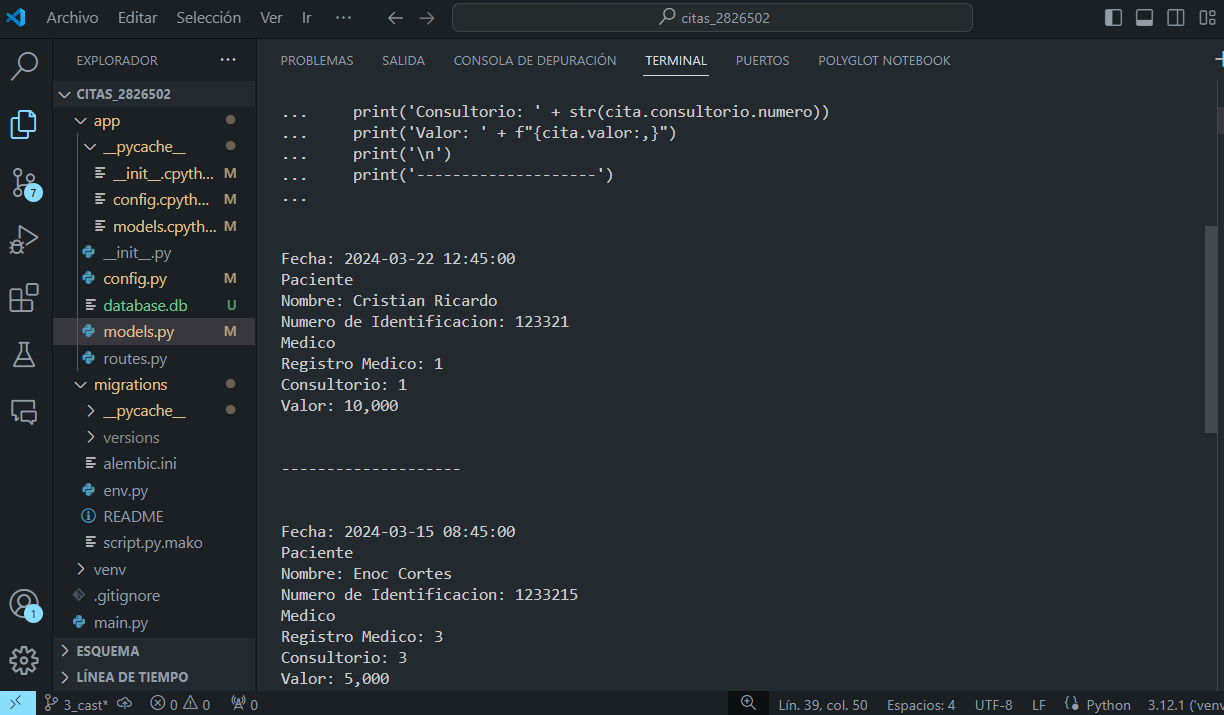 Archivo Editar Selección Ver Ir ··· citas_2826502
EXPLORADOR ···
CITAS_2826502
app
__pycache__
__init__.cpyth... M
config.cpyth... M
models.cpyth... M
__init__.py
config.py M
database.db U
models.py M
routes.py
migrations
__pycache__
versions
alembic.ini
env.py
README
script.py.mako
venv
.gitignore
main.py
ESQUEMA
LÍNEA DE TIEMPO
7
1
PROBLEMAS SALIDA CONSOLA DE DEPURACIÓN TERMINAL PUERTOS POLYGLOT NOTEBOOK
...     print('Consultorio: ' + str(cita.consultorio.numero))
...     print('Valor: ' + f"{cita.valor:,}")
...     print('\n')
...     print('--------------------')
...
Fecha: 2024-03-22 12:45:00
Paciente
Nombre: Cristian Ricardo
Numero de Identificacion: 123321
Medico
Registro Medico: 1
Consultorio: 1
Valor: 10,000
--------------------
Fecha: 2024-03-15 08:45:00
Paciente
Nombre: Enoc Cortes
Numero de Identificacion: 1233215
Medico
Registro Medico: 3
Consultorio: 3
Valor: 5,000
3_cast* 0 0 0 Lín. 39, col. 50 Espacios: 4 UTF-8 LF Python 3.12.1 ('venv